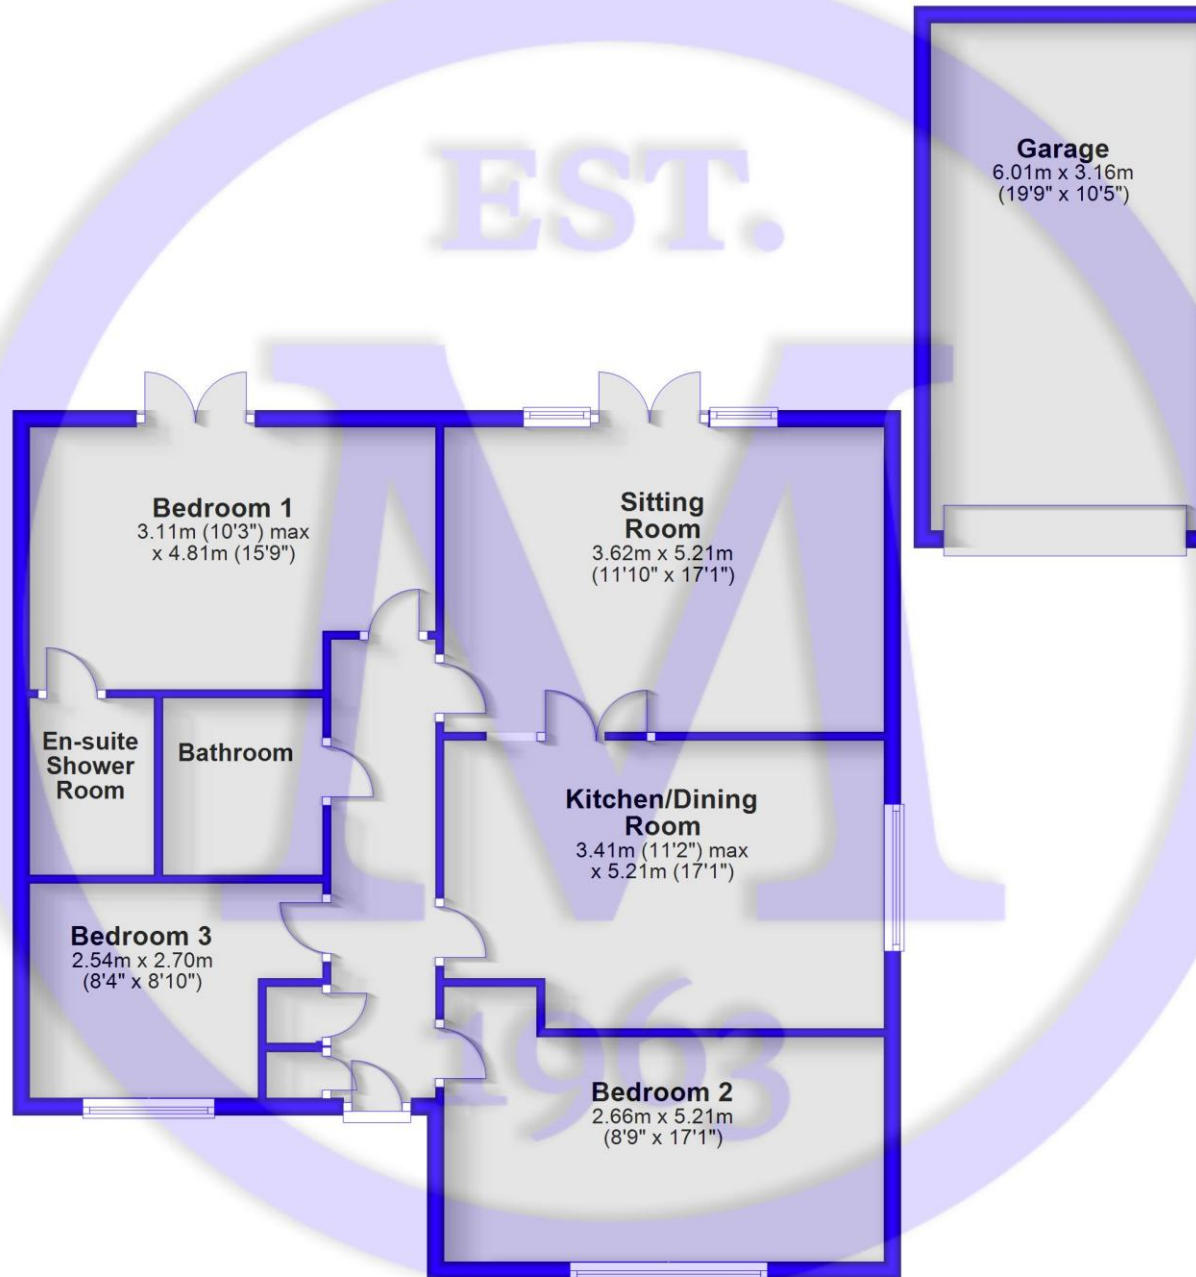 EST.
Garage
6.01m x 3.16m
(19'9" x 10'5")
Bedroom 1
3.11m (10'3") max
x 4.81m (15'9")
Sitting
Room
3.62m x 5.21m
(11'10" x 17'1")
En-suite
Shower
Room
Bathroom
Kitchen/Dining
Room
3.41m (11'2") max
x 5.21m (17'1")
M
Bedroom 3
2.54m x 2.70m
(8'4" x 8'10")
1963
Bedroom 2
2.66m x 5.21m
(8'9" x 17'1")